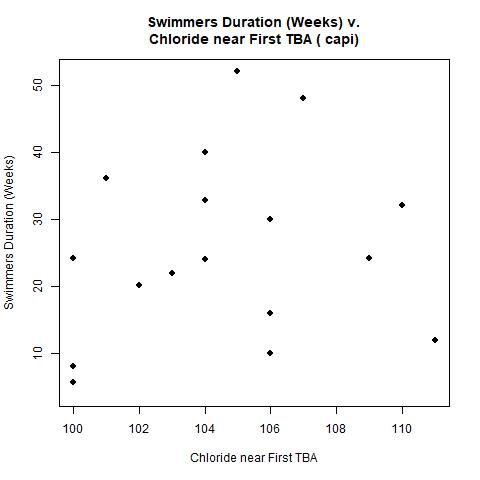 Swimmers Duration (Weeks) v.
Chloride near First TBA ( capi)
Swimmers Duration (Weeks)
50
40
30
20
10
100 102 104 106 108 110
Chloride near First TBA